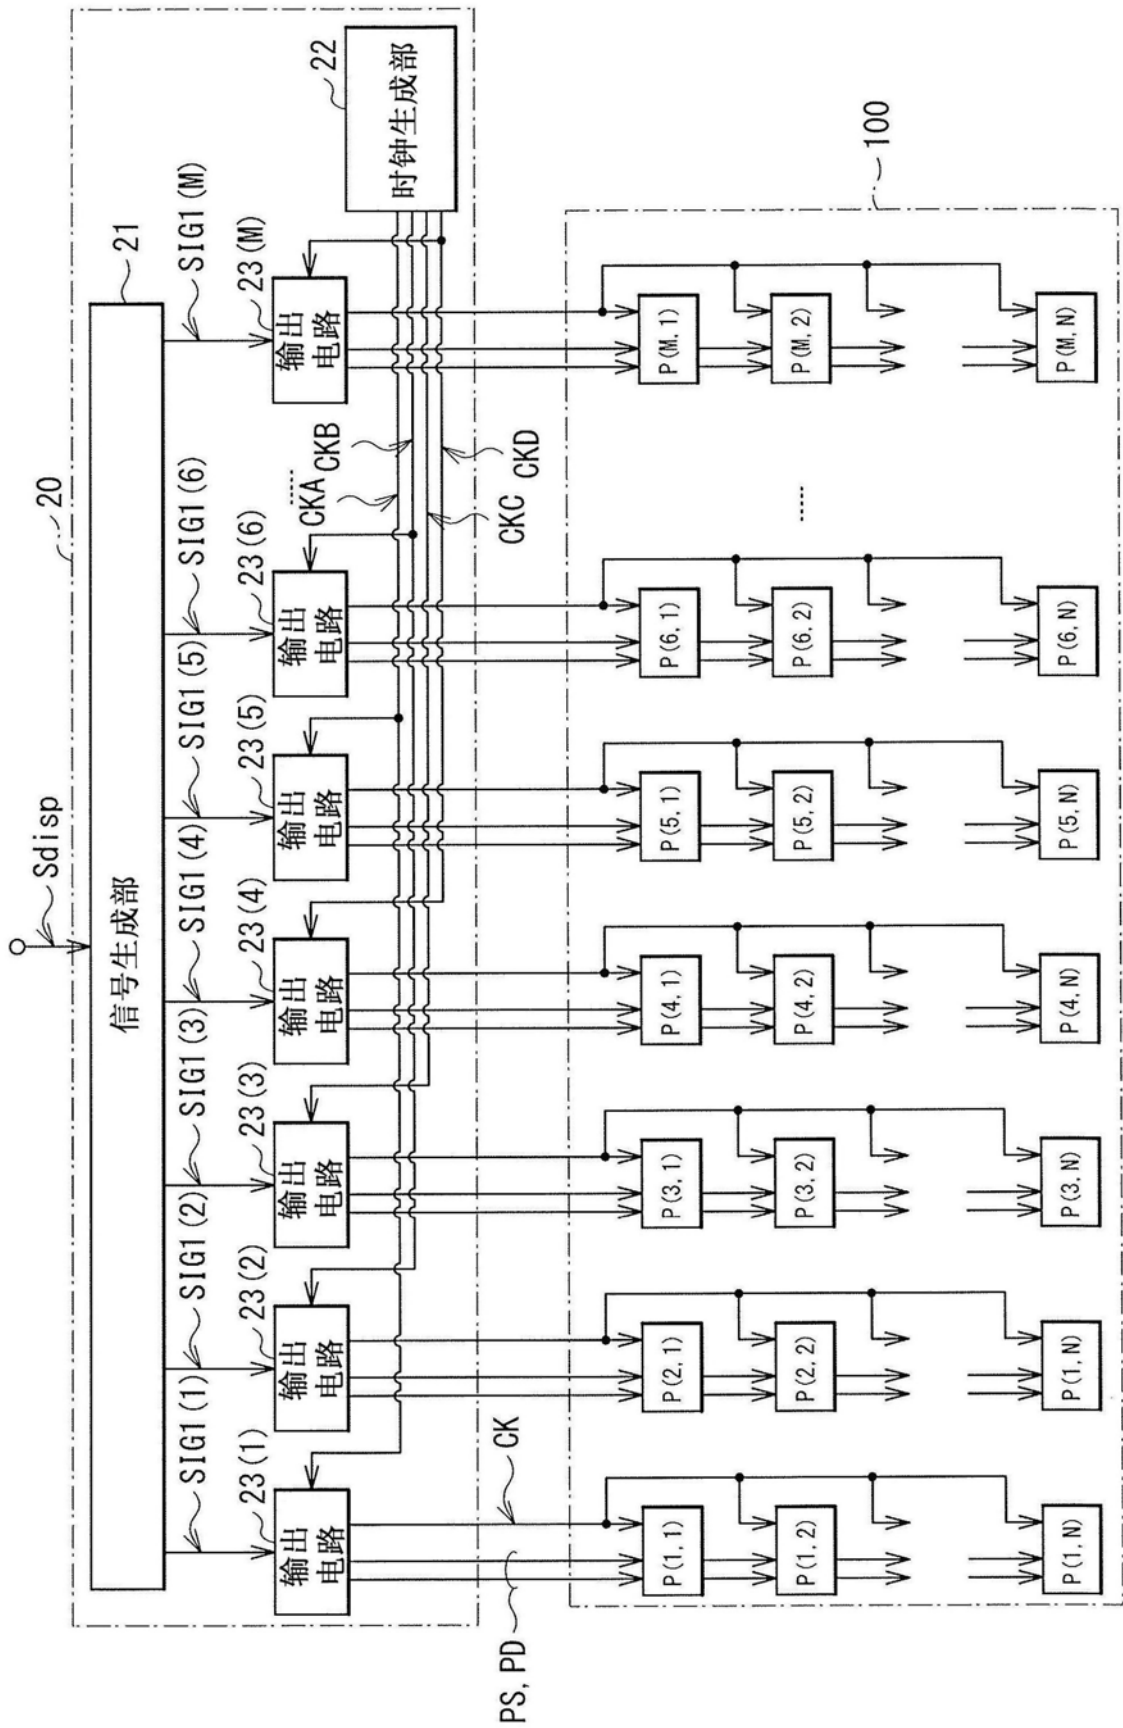 Sdisp
20
信号生成部
21
SIG1(1)
SIG1(2)
SIG1(3)
SIG1(4)
SIG1(5)
SIG1(6)
SIG1(M)
23(1)
23(2)
23(3)
23(4)
23(5)
23(6)
23(M)
输出
电路
输出
电路
输出
电路
输出
电路
输出
电路
输出
电路
输出
电路
22
时钟生成部
CKA
CKB
CKC
CKD
PS, PD
CK
100
P(1, 1)
P(2, 1)
P(3, 1)
P(4, 1)
P(5, 1)
P(6, 1)
P(M, 1)
P(1, 2)
P(2, 2)
P(3, 2)
P(4, 2)
P(5, 2)
P(6, 2)
P(M, 2)
P(1, N)
P(1, N)
P(3, N)
P(4, N)
P(5, N)
P(6, N)
P(M, N)